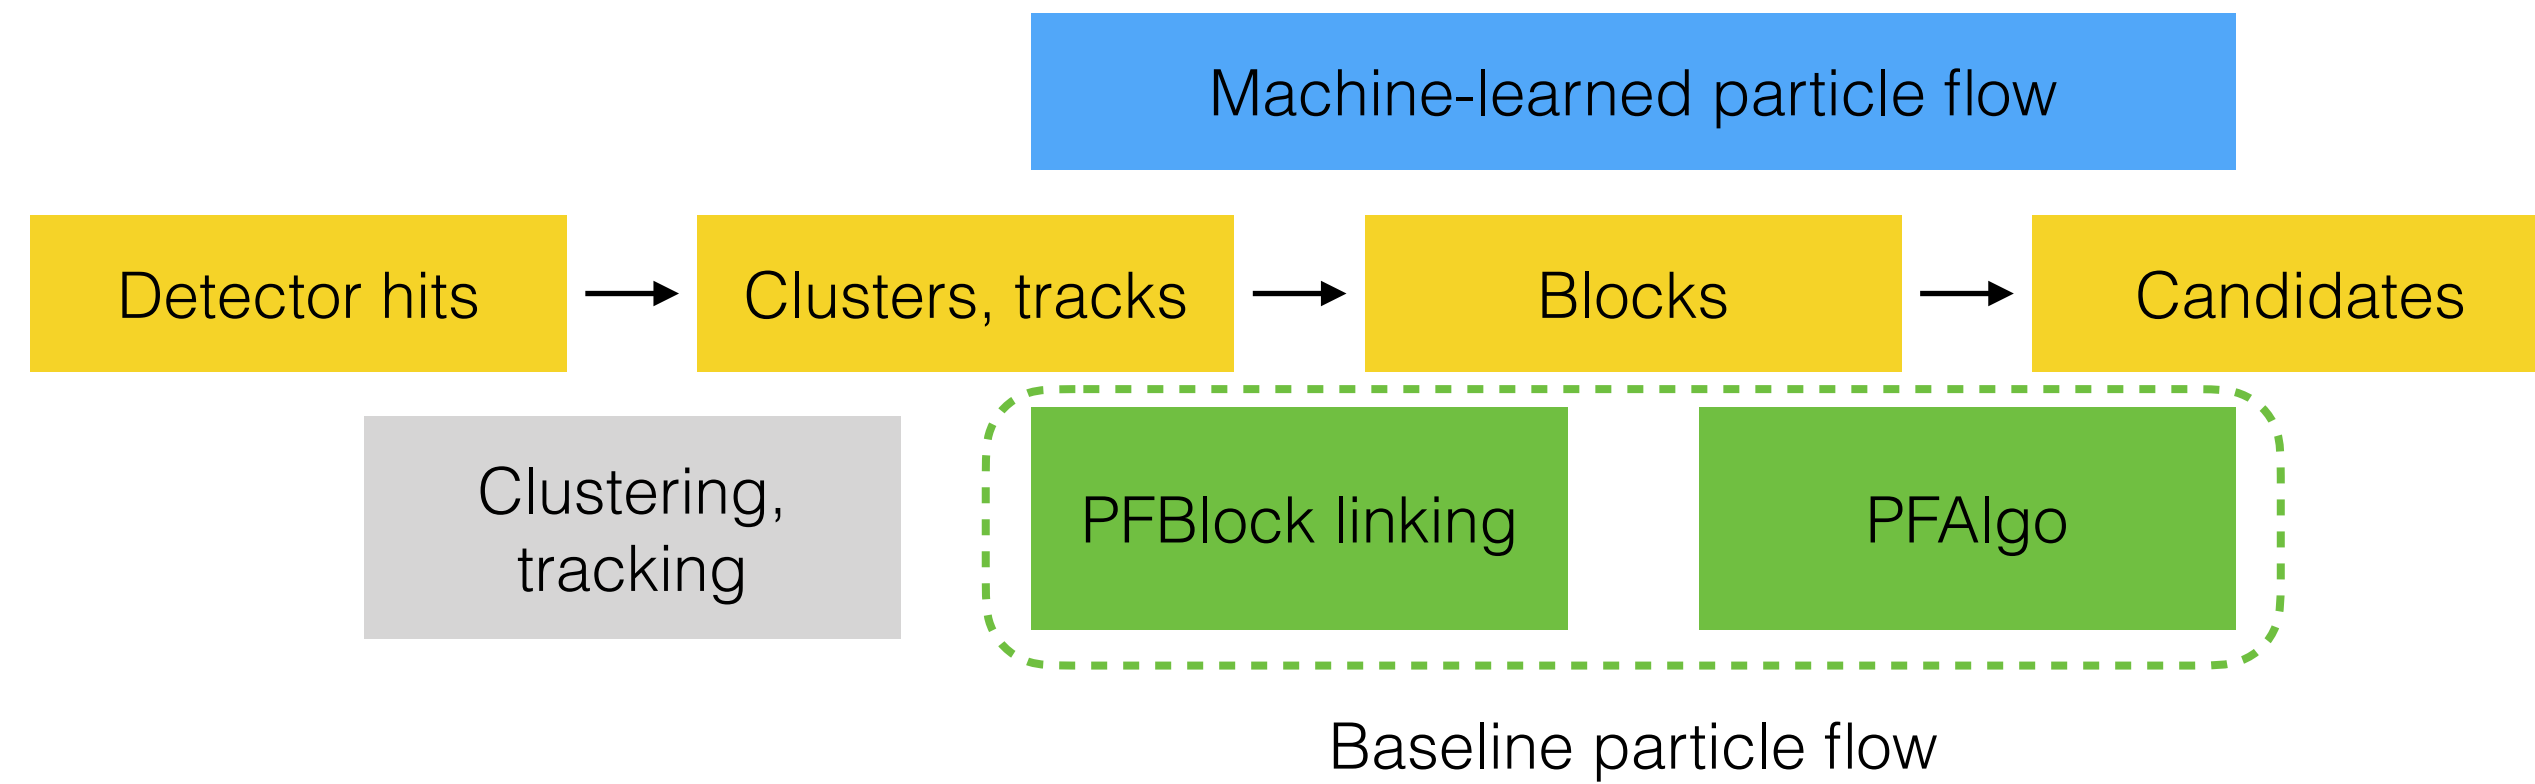 Machine-learned particle flow
Detector hits
Clusters, tracks
Blocks
Candidates
Clustering,
tracking
PFBlock linking
PFAlgo
Baseline particle flow